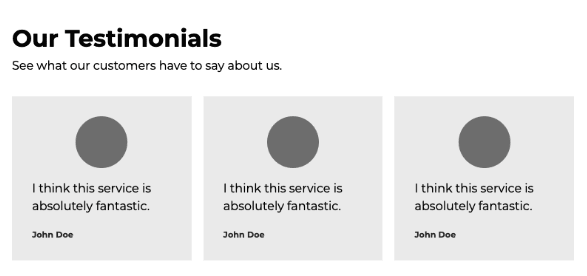 Our Testimonials
See what our customers have to say about us.
I think this service is
absolutely fantastic.
John Doe
I think this service is
absolutely fantastic.
John Doe
I think this service is
absolutely fantastic.
John Doe